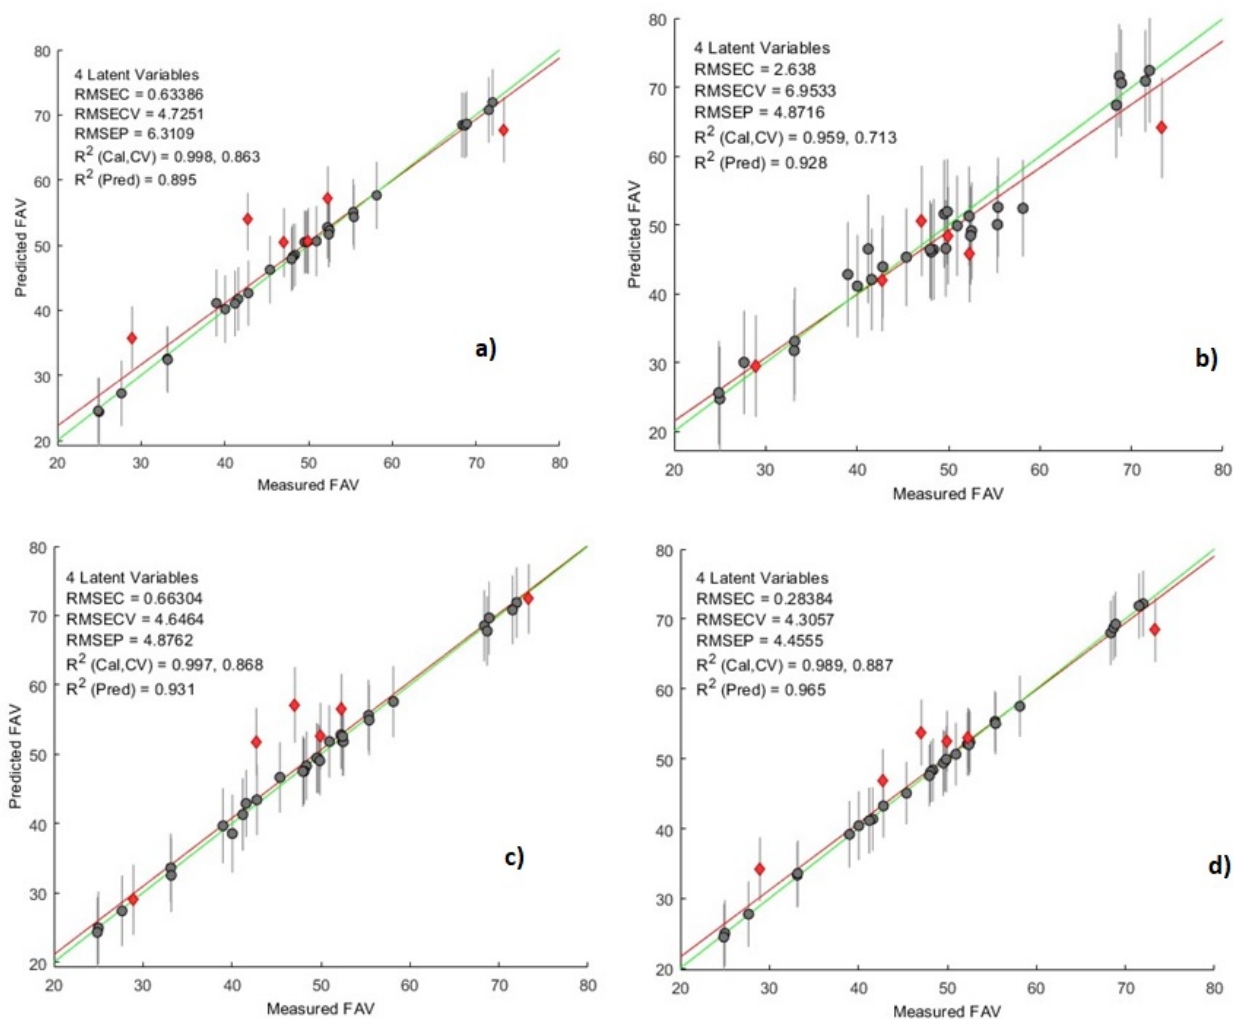 80
4 Latent Variables
RMSEC = 0.63386
RMSECV = 4.7251
70
RMSEP = 6.3109
R² (Cal,CV) = 0.998, 0.863
R² (Pred) = 0.895
60
Predicted FAV
50
40
a)
30
20
20 30 40 50 60 70 80
Measured FAV
80
4 Latent Variables
RMSEC = 2.638
70
RMSECV = 6.9533
RMSEP = 4.8716
R² (Cal,CV) = 0.959, 0.713
R² (Pred) = 0.928
60
Predicted FAV
50
40
b)
30
20
20 30 40 50 60 70 80
Measured FAV
80
4 Latent Variables
RMSEC = 0.66304
RMSECV = 4.6464
70
RMSEP = 4.8762
R² (Cal,CV) = 0.997, 0.868
R² (Pred) = 0.931
60
Predicted FAV
50
40
c)
30
20
20 30 40 50 60 70 80
Measured FAV
80
4 Latent Variables
RMSEC = 0.28384
RMSECV = 4.3057
70
RMSEP = 4.4555
R² (Cal,CV) = 0.989, 0.887
R² (Pred) = 0.965
60
Predicted FAV
50
40
d)
30
20
20 30 40 50 60 70 80
Measured FAV